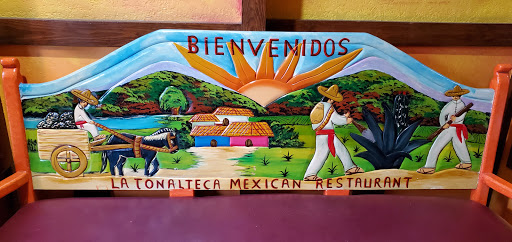 BIENVENIDOS
LA TONALTECA MEXICAN RESTAURANT